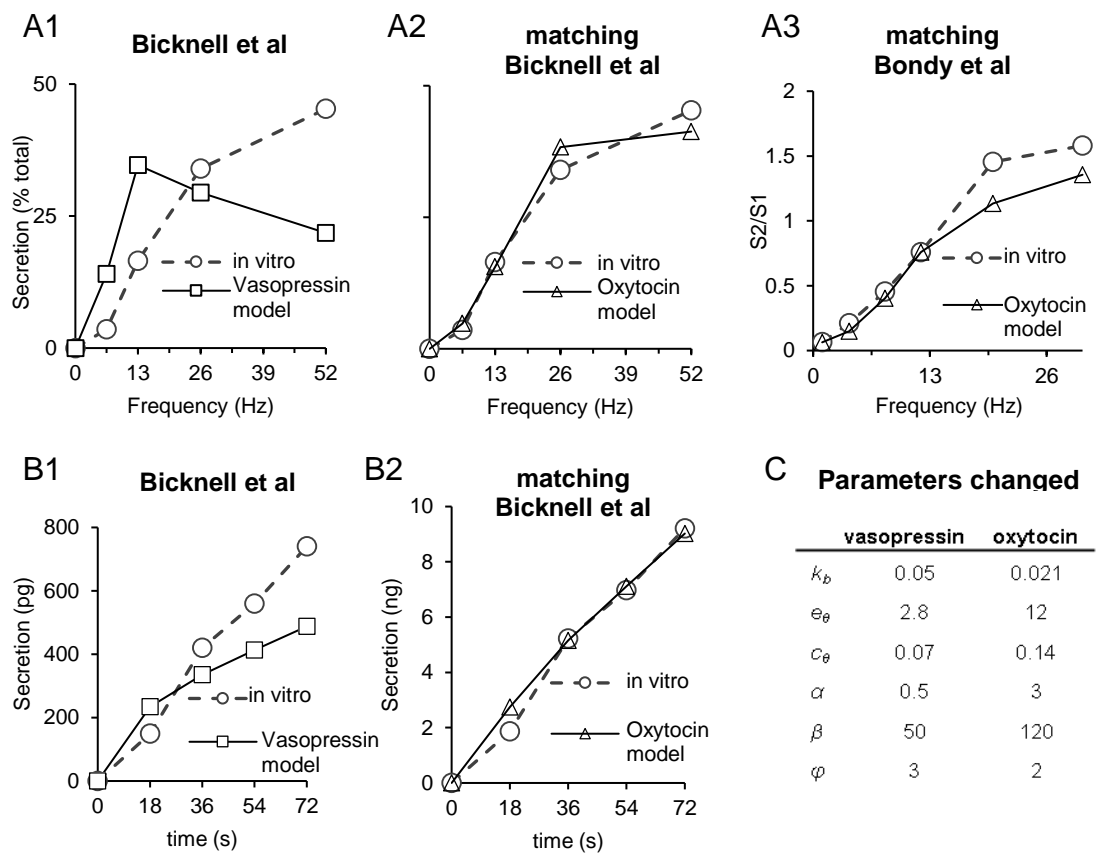 A1
Bicknell et al
Secretion (% total)
50
25
0
in vitro
Vasopressin
model
0 13 26 39 52
Frequency (Hz)
A2
matching
Bicknell et al
in vitro
Oxytocin
model
0 13 26 39 52
Frequency (Hz)
A3
matching
Bondy et al
S2/S1
2
1.5
1
0.5
0
in vitro
Oxytocin
model
0 13 26
Frequency (Hz)
B1
Bicknell et al
Secretion (pg)
800
600
400
200
0
in vitro
Vasopressin
model
0 18 36 54 72
time (s)
B2
matching
Bicknell et al
Secretion (ng)
10
8
6
4
2
0
in vitro
Oxytocin
model
0 18 36 54 72
time (s)
C
Parameters changed
vasopressin oxytocin
k_b 0.05 0.021
e_θ 2.8 12
c_θ 0.07 0.14
α 0.5 3
β 50 120
φ 3 2